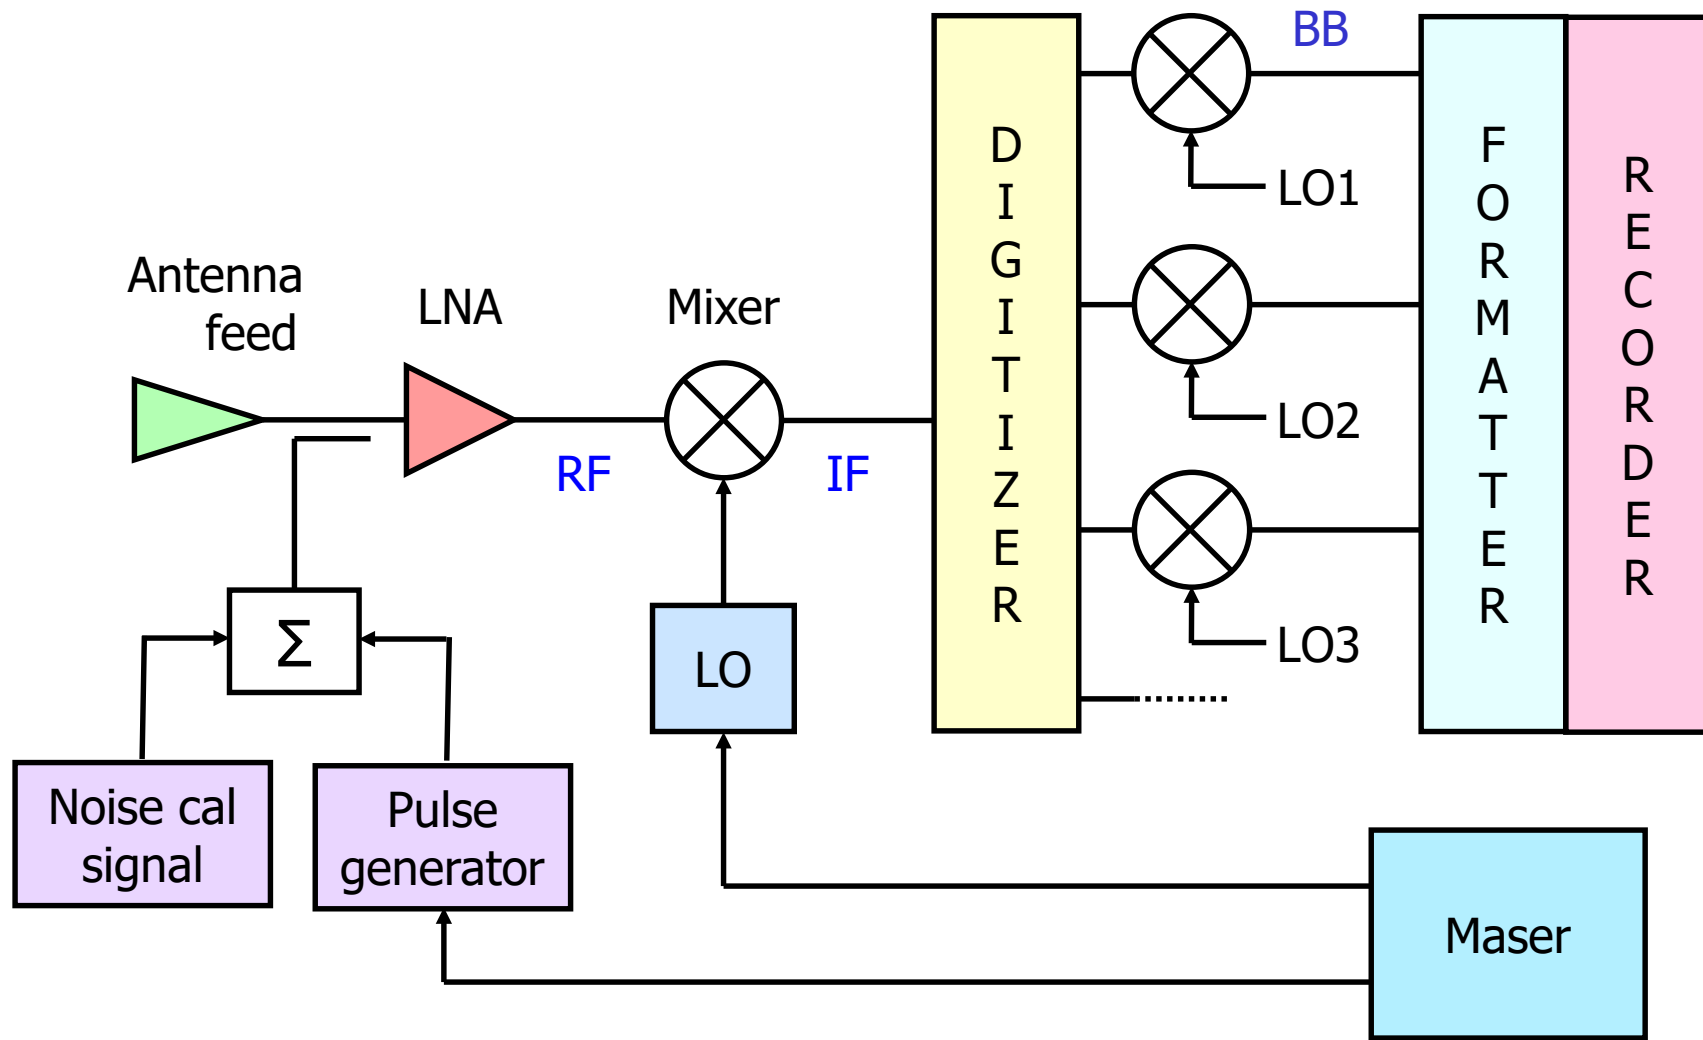 BB
DIGITIZER
FORMATTER
RECORDER
LO1
Antenna
feed
LNA
Mixer
LO2
RF
IF
LO3
Σ
LO
Noise cal
signal
Pulse
generator
Maser